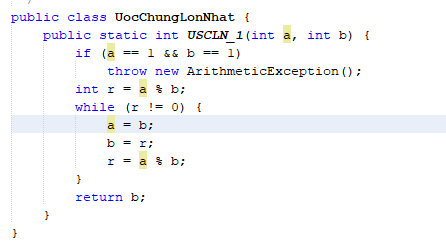 public class UocChungLonNhat {
    public static int USCLN_1(int a, int b) {
        if (a == 1 && b == 1)
            throw new ArithmeticException();
        int r = a % b;
        while (r != 0) {
            a = b;
            b = r;
            r = a % b;
        }
        return b;
    }
}